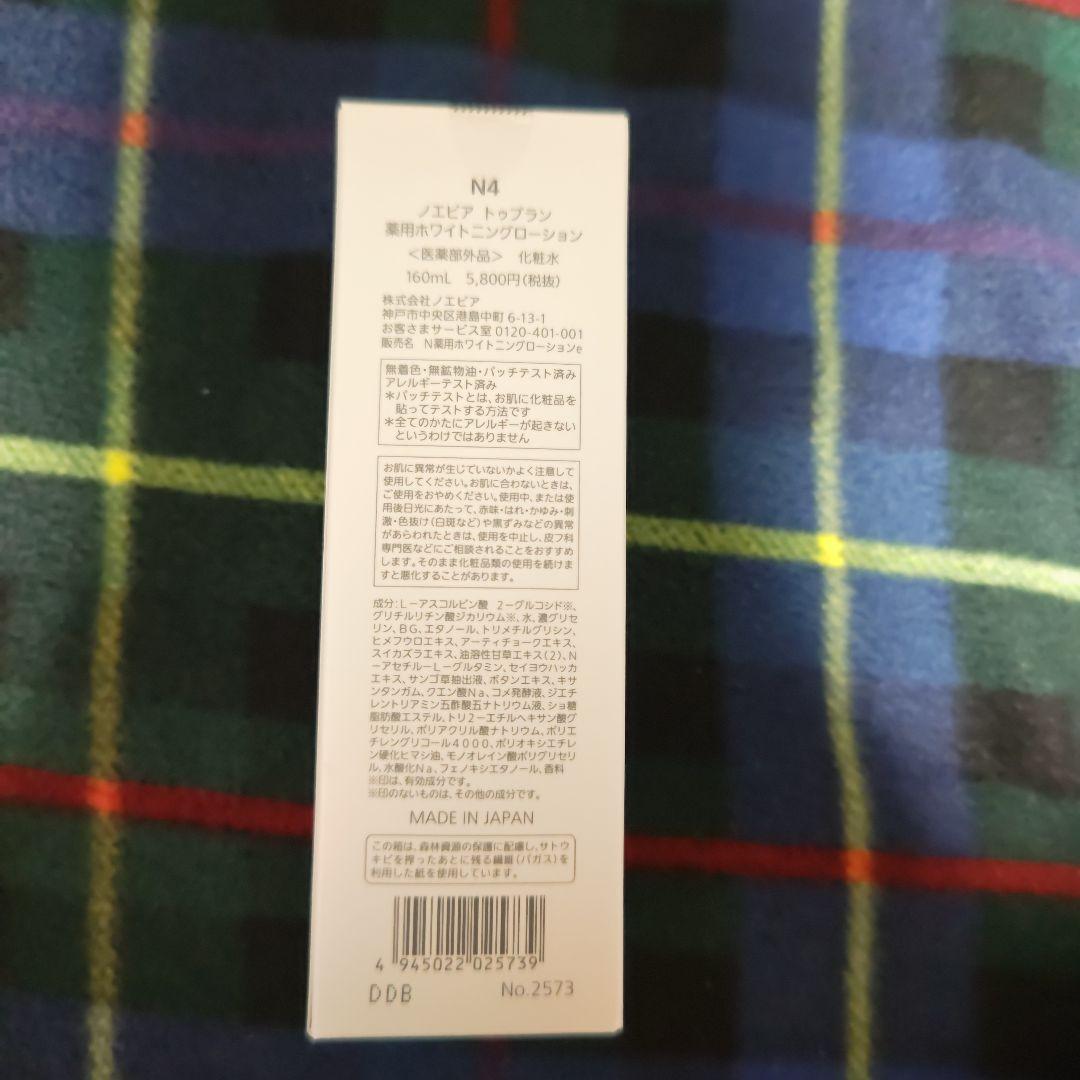 N4
ノエビア トゥブラン
薬用ホワイトニングローション
＜医薬部外品＞ 化粧水
160mL 5,800円(税抜)
株式会社ノエビア
神戸市中央区港島中町 6-13-1
お客さまサービス室 0120-401-001
販売名 N薬用ホワイトニングローションe
無着色・無鉱物油・パッチテスト済み
アレルギーテスト済み
＊パッチテストとは、お肌に化粧品を
貼ってテストする方法です
＊全てのかたにアレルギーが起きない
というわけではありません
お肌に異常が生じていないかよく注意して
使用してください。お肌に合わないときは、
ご使用をおやめください。使用中、または使
用後日光にあたって、赤味・はれ・かゆみ・刺
激・色抜け(白斑など)や黒ずみなどの異常
があらわれたときは、使用を中止し、皮フ科
専門医などにご相談されることをおすすめ
します。そのまま化粧品類の使用を続けま
すと悪化することがあります。
成分：L－アスコルビン酸 2－グルコシド※、
グリチルリチン酸ジカリウム※、水、濃グリセ
リン、BG、エタノール、トリメチルグリシン、
ヒメフウロエキス、アーティチョークエキス、
スイカズラエキス、油溶性甘草エキス(2)、N
－アセチル－L－グルタミン、セイヨウハッカ
エキス、サンゴ草抽出液、ボタンエキス、キサ
ンタンガム、クエン酸Na、コメ発酵液、ジエチ
レントリアミン五酢酸五ナトリウム液、ショ糖
脂肪酸エステル、トリ2－エチルヘキサン酸グ
リセリル、ポリアクリル酸ナトリウム、ポリエ
チレングリコール4000、ポリオキシエチレ
ン硬化ヒマシ油、モノオレイン酸ポリグリセリ
ル、水酸化Na、フェノキシエタノール、香料
※印は、有効成分です。
※印のないものは、その他の成分です。
MADE IN JAPAN
この箱は、森林資源の保護に配慮し、サトウ
キビを搾ったあとに残る繊維(バガス)を
利用した紙を使用しています。
4 945022 025739
DDB No.2573